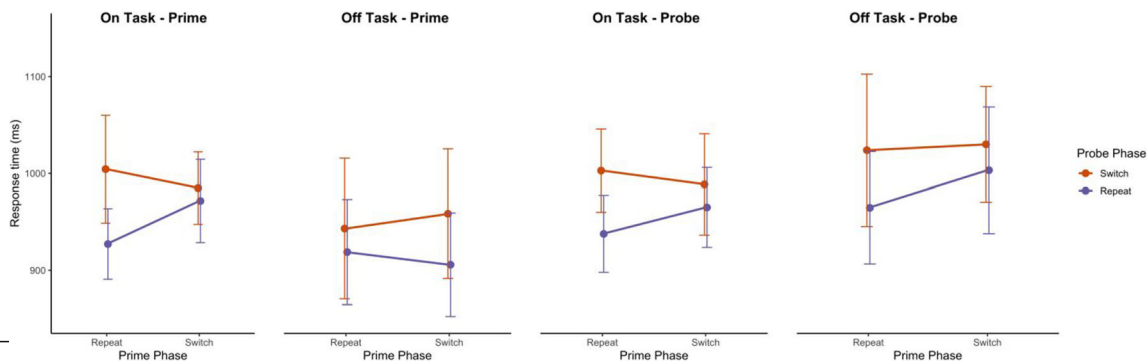 On Task - Prime
Off Task - Prime
On Task - Probe
Off Task - Probe
Response time (ms)
1100
1000
900
Repeat Switch
Prime Phase
Repeat Switch
Prime Phase
Repeat Switch
Prime Phase
Repeat Switch
Prime Phase
Probe Phase
Switch
Repeat